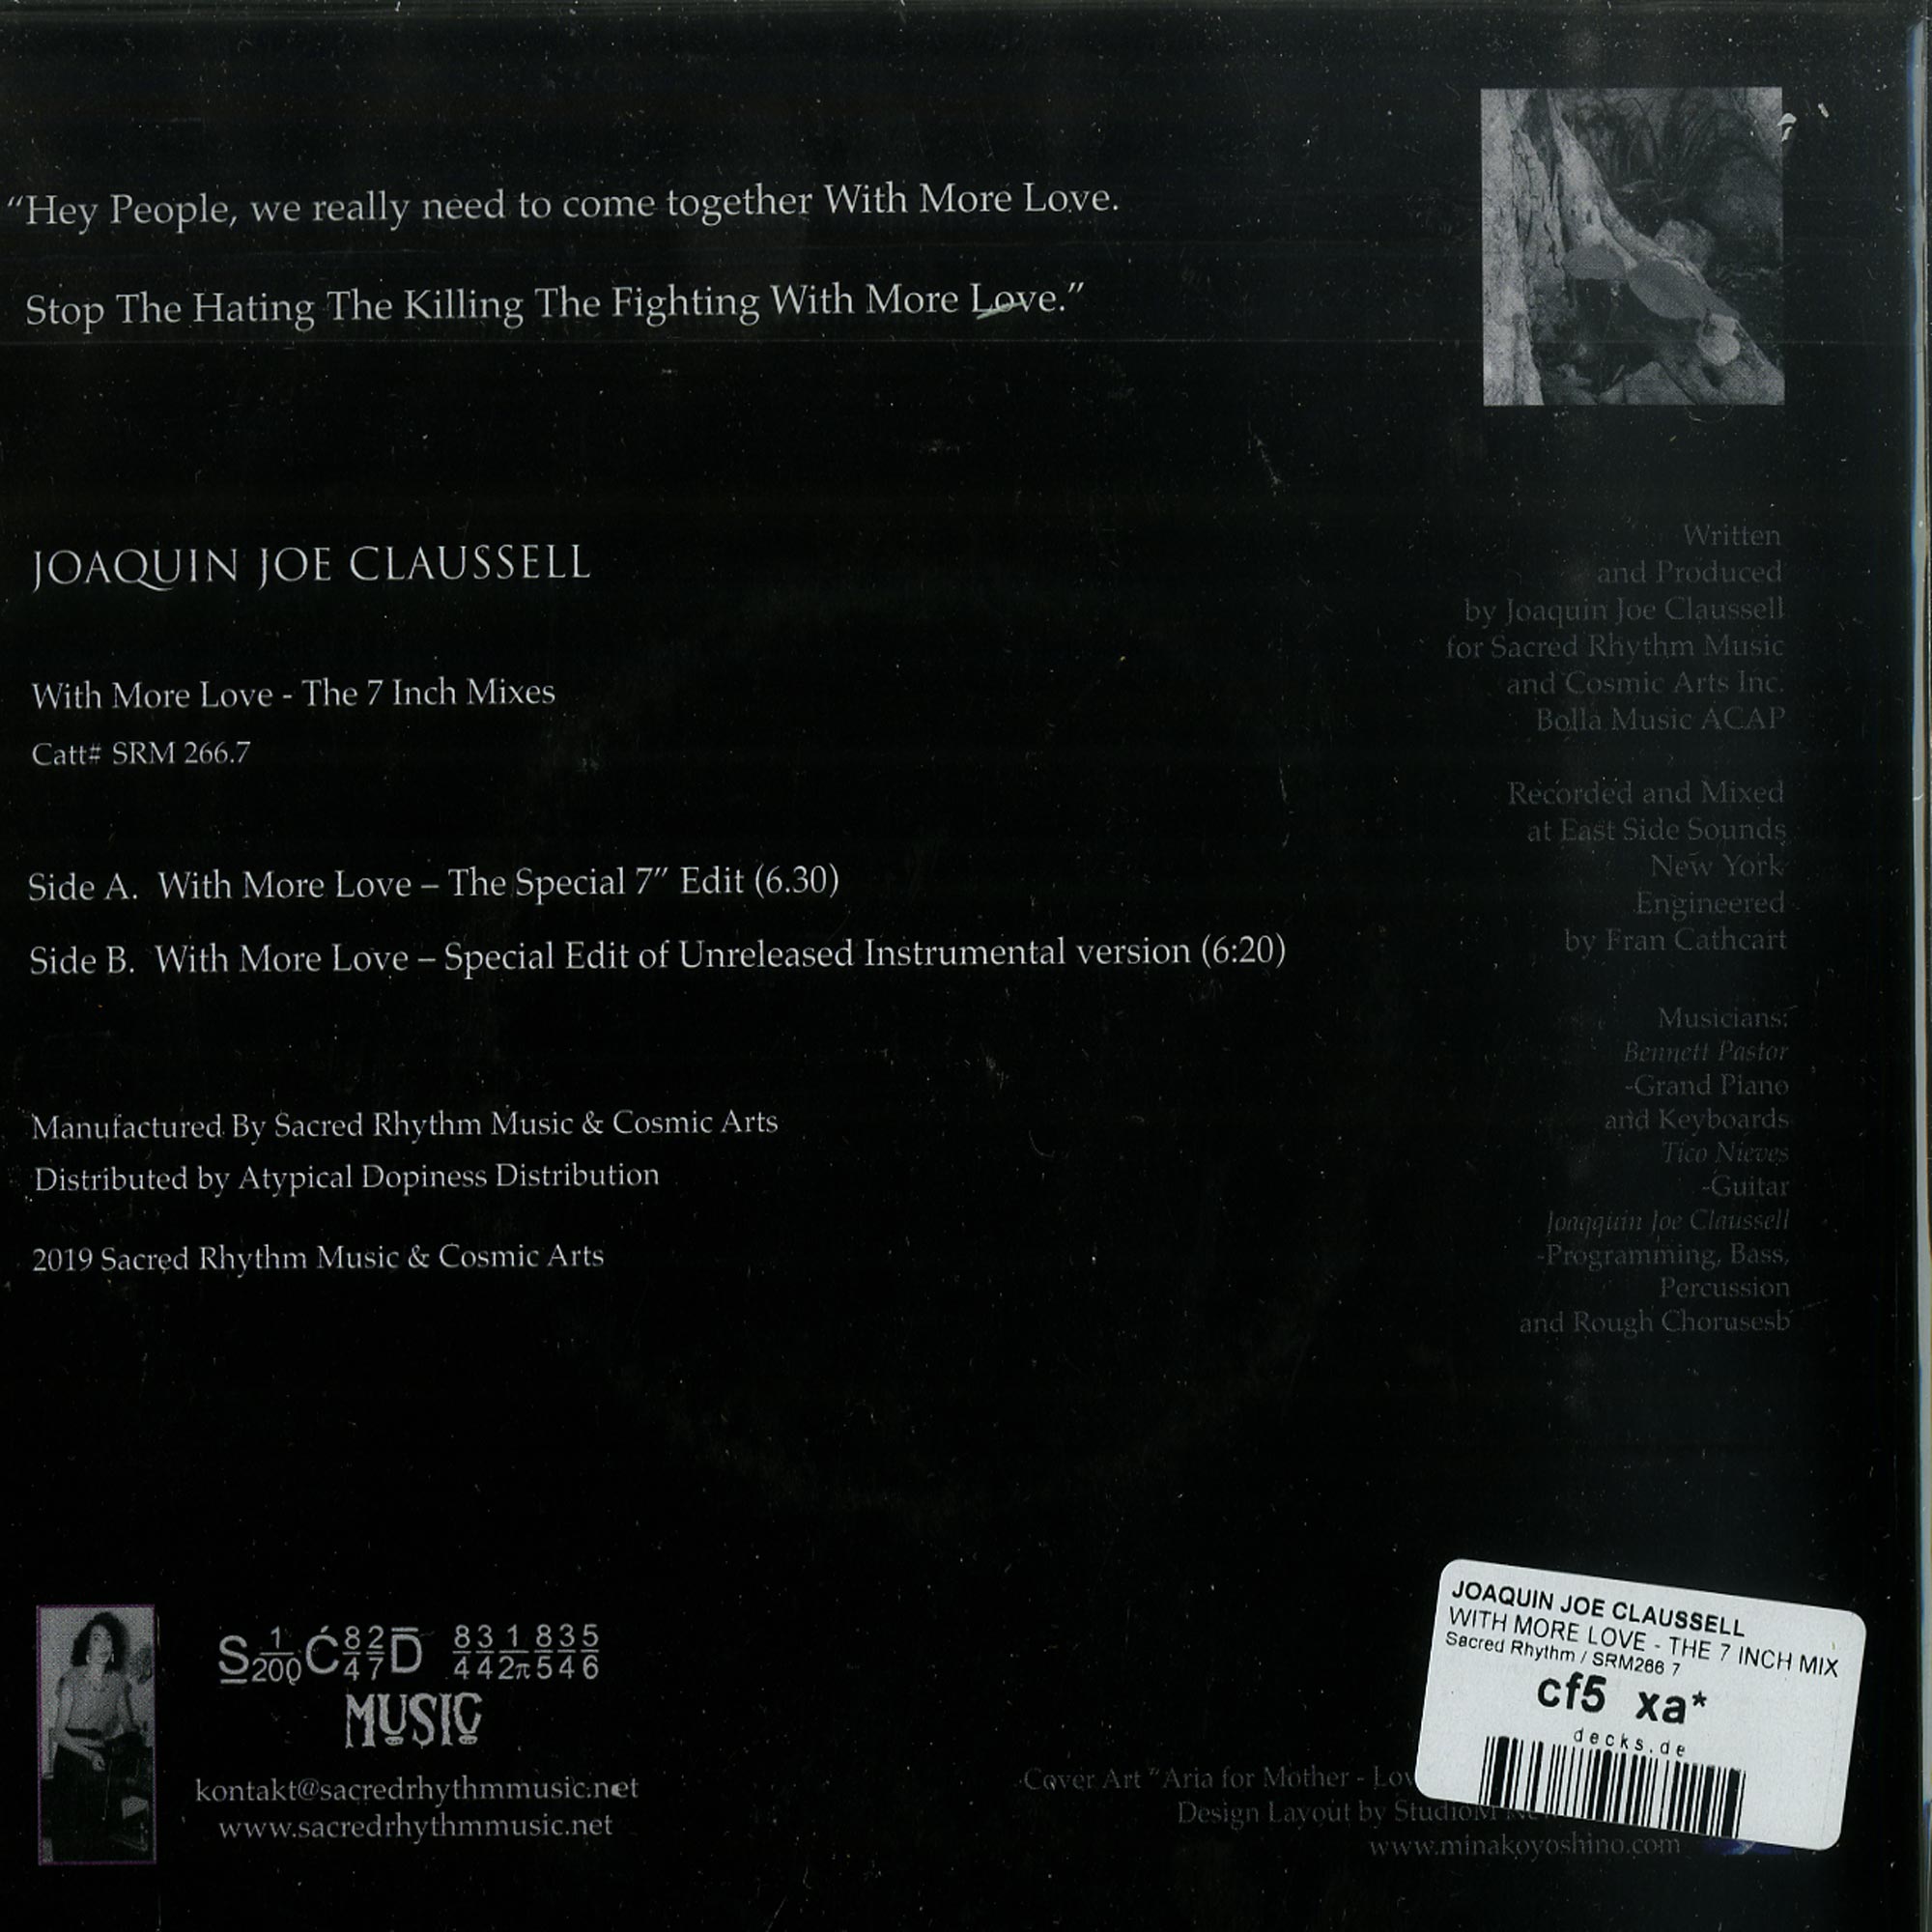 “Hey People, we really need to come together With More Love.
Stop The Hating The Killing The Fighting With More Love.”
JOAQUIN JOE CLAUSSELL
With More Love - The 7 Inch Mixes
Catt# SRM 266.7
Side A.  With More Love – The Special 7” Edit (6.30)
Side B.  With More Love – Special Edit of Unreleased Instrumental version (6:20)
Manufactured By Sacred Rhythm Music & Cosmic Arts
Distributed by Atypical Dopiness Distribution
2019 Sacred Rhythm Music & Cosmic Arts
Written
and Produced
by Joaquin Joe Claussell
for Sacred Rhythm Music
and Cosmic Arts Inc.
Bolla Music ACAP
Recorded and Mixed
at East Side Sounds
New York
Engineered
by Fran Cathcart
Musicians:
Bennett Pastor
-Grand Piano
and Keyboards
Tico Nieves
-Guitar
Joaqquin Joe Claussell
-Programming, Bass,
Percussion
and Rough Chorusesb
MUSIC
kontakt@sacredrhythmmusic.net
www.sacredrhythmmusic.net
Cover Art "Aria for Mother -
Design Layout by
www.minakoyoshino.com
JOAQUIN JOE CLAUSSELL
WITH MORE LOVE - THE 7 INCH MIX
Sacred Rhythm / SRM266 7
cf5 xa*
decks.de